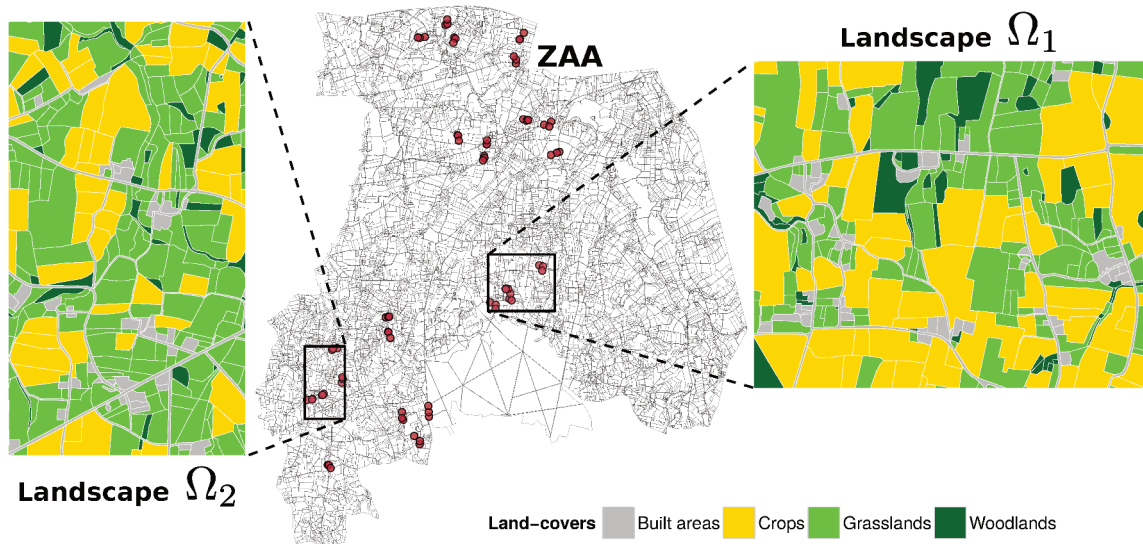 ZAA
Landscape Ω1
Landscape Ω2
Land−covers Built areas Crops Grasslands Woodlands